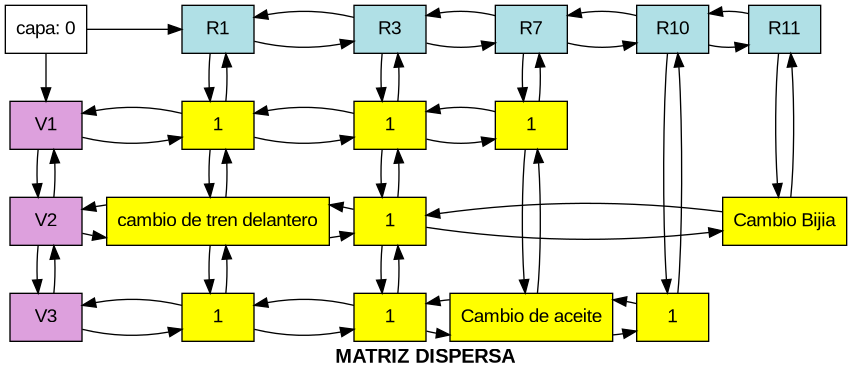 capa: 0 R1 R3 R7 R10 R11
V1 1 1 1
V2 cambio de tren delantero 1 Cambio Bijia
V3 1 1 Cambio de aceite 1
MATRIZ DISPERSA